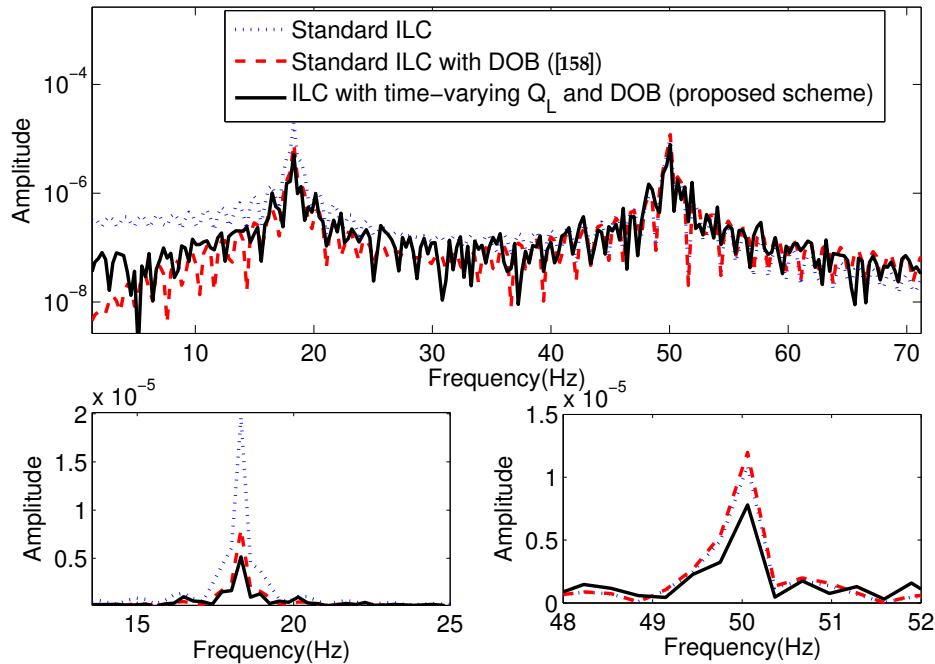 Standard ILC
Standard ILC with DOB ([158])
ILC with time-varying Q_L and DOB (proposed scheme)
Amplitude
10^−4
10^−6
10^−8
10 20 30 40 50 60 70
Frequency(Hz)
x 10^−5
Amplitude
2
1.5
1
0.5
15 20 25
Frequency(Hz)
x 10^−5
Amplitude
1.5
1
0.5
0
48 49 50 51 52
Frequency(Hz)